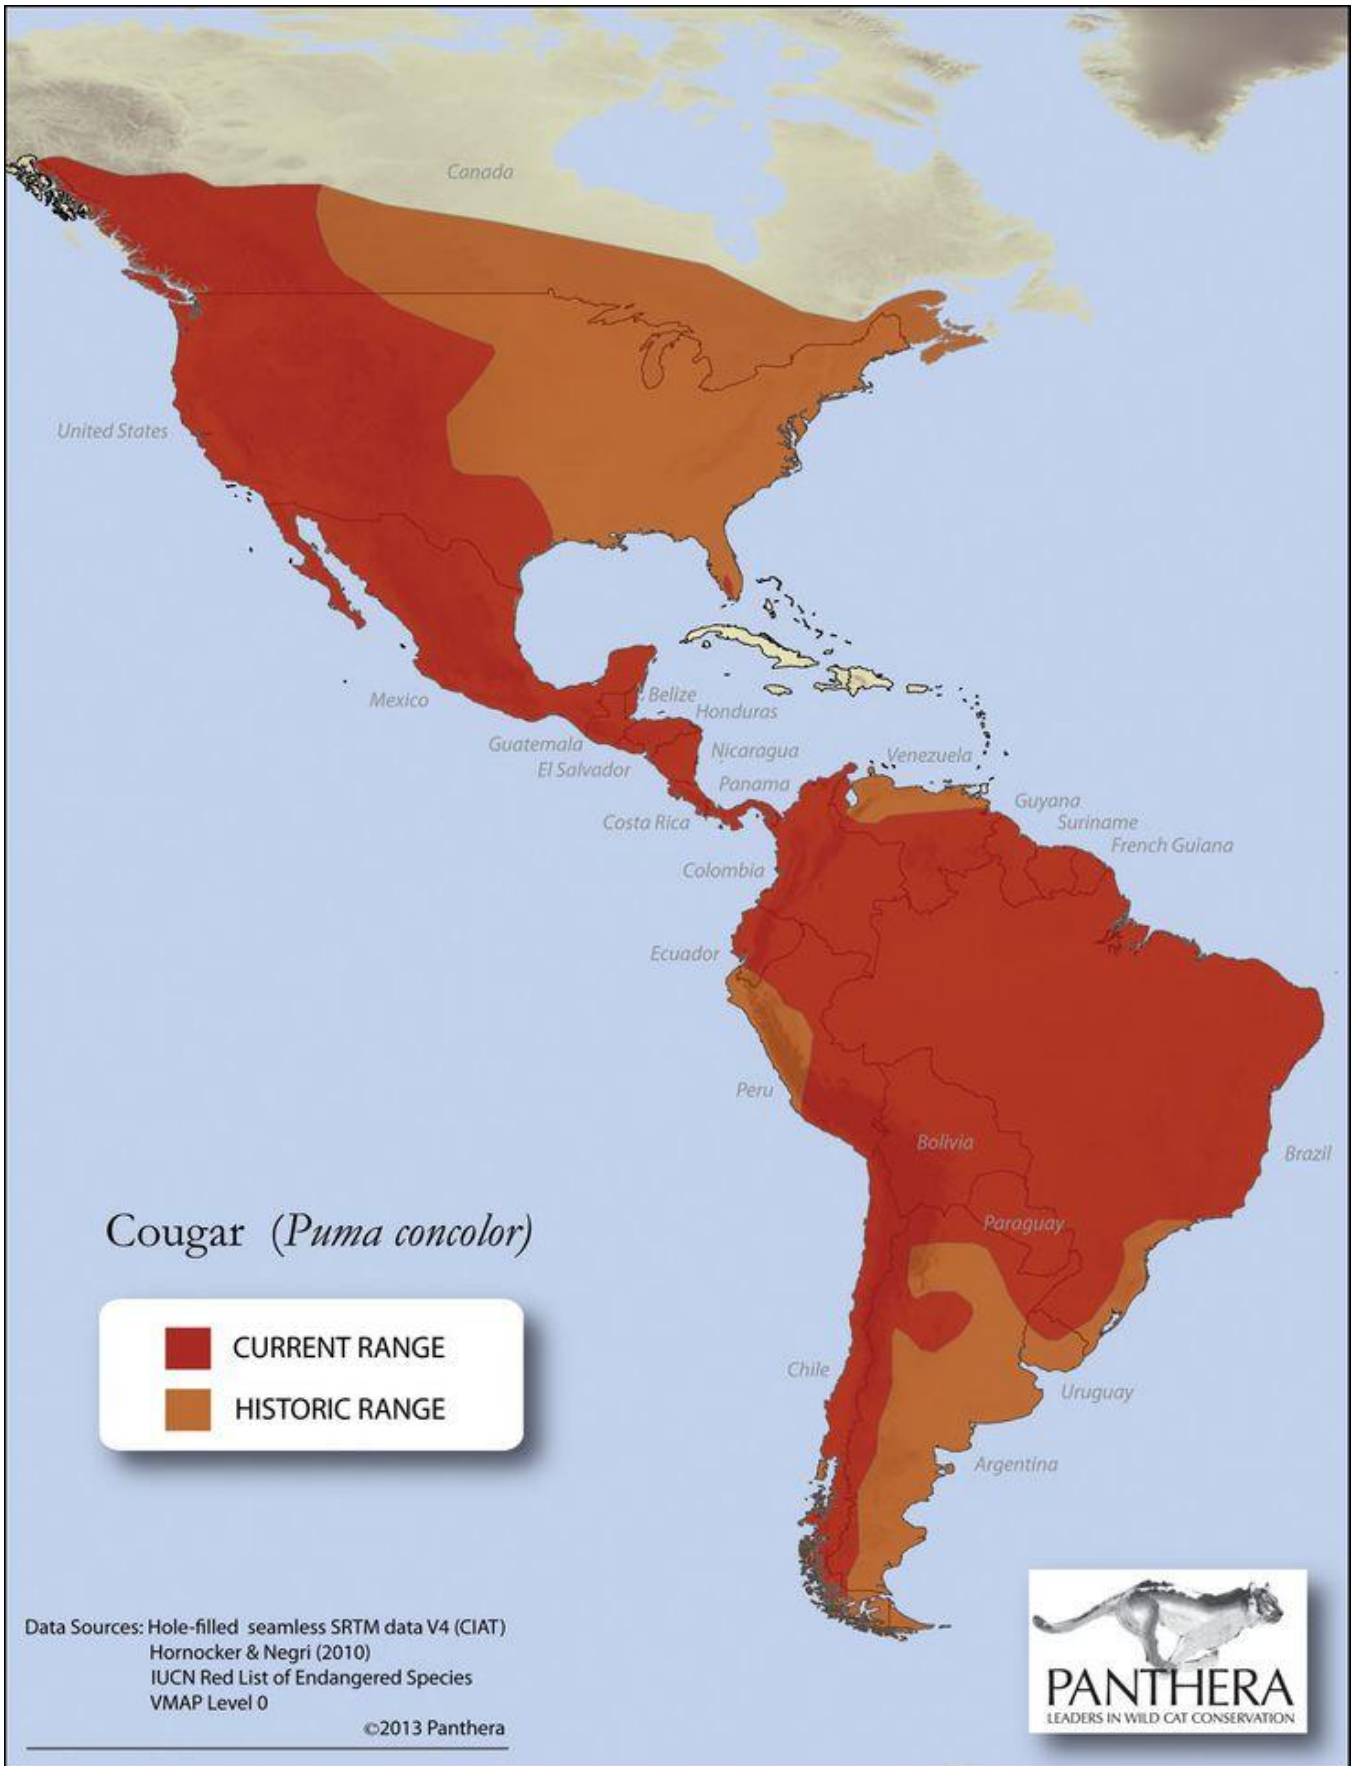 Canada
United States
Mexico
Belize
Honduras
Guatemala
Nicaragua
El Salvador
Venezuela
Panama
Guyana
Costa Rica
Suriname
French Guiana
Colombia
Ecuador
Peru
Bolivia
Brazil
Paraguay
Cougar (Puma concolor)
CURRENT RANGE
HISTORIC RANGE
Chile
Uruguay
Argentina
Data Sources: Hole-filled seamless SRTM data V4 (CIAT)
Hornocker & Negri (2010)
IUCN Red List of Endangered Species
VMAP Level 0
©2013 Panthera
PANTHERA
LEADERS IN WILD CAT CONSERVATION